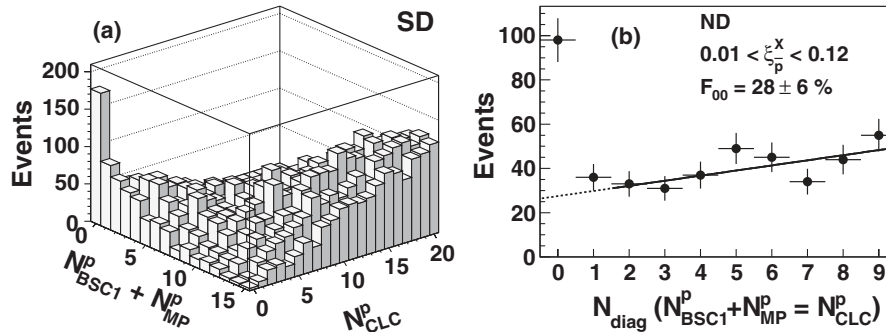 (a)
SD
Events
200
150
100
50
0
0
5
10
15
N^p_BSC1 + N^p_MP
0
5
10
15
20
N^p_CLC
(b)
ND
0.01 < ξ^X_p̅ < 0.12
F_00 = 28 ± 6 %
Events
100
80
60
40
20
0
0 1 2 3 4 5 6 7 8 9
N_diag (N^p_BSC1+N^p_MP = N^p_CLC)